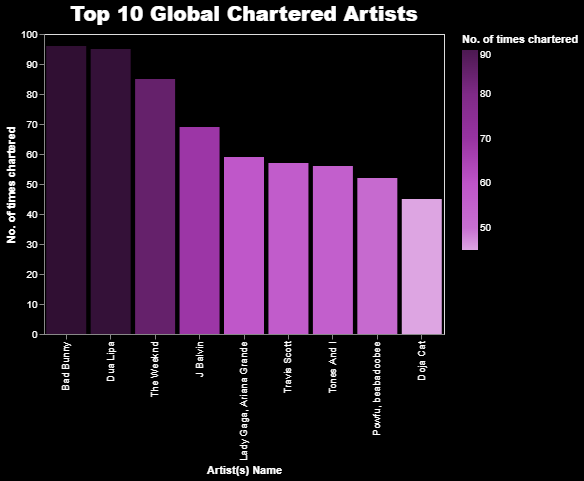 Top 10 Global Chartered Artists
No. of times chartered
100
90
80
70
60
50
40
30
20
10
0
No. of times chartered
90
80
70
60
50
Bad Bunny
Dua Lipa
The Weeknd
J Balvin
Lady Gaga, Ariana Grande
Travis Scott
Tones And I
Powfu, beabadoobee
Doja Cat
Artist(s) Name